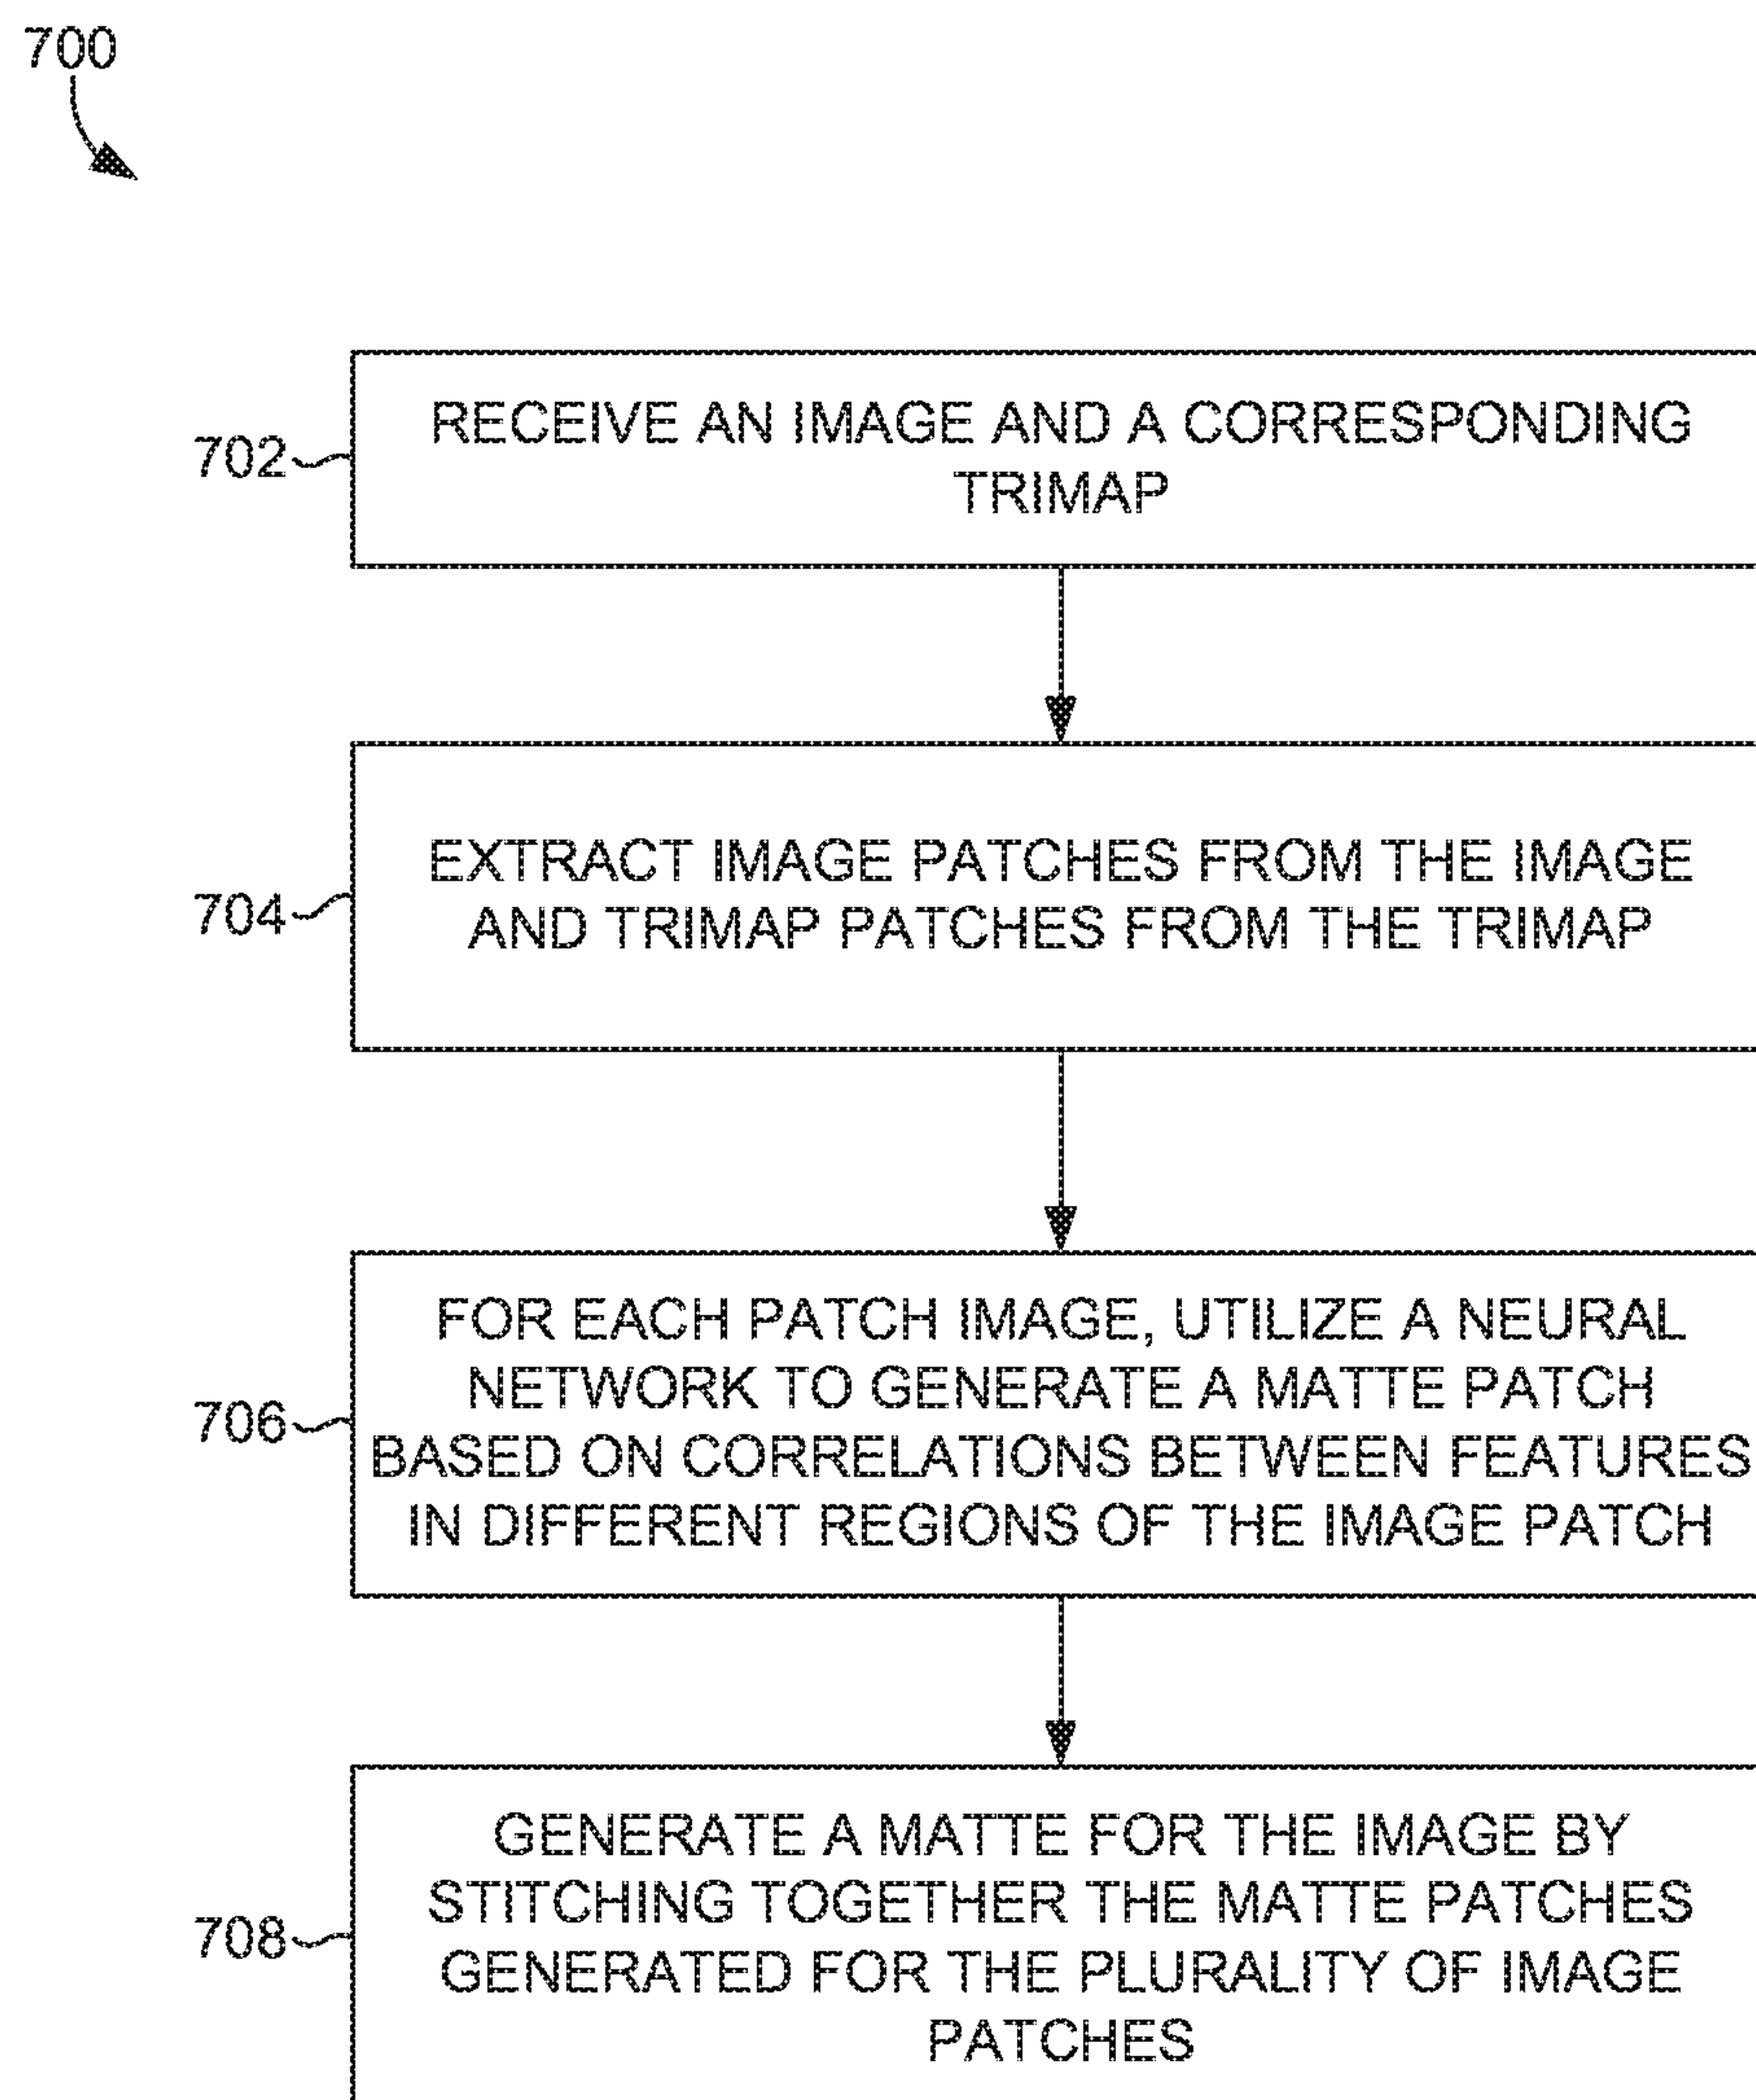 700
702
RECEIVE AN IMAGE AND A CORRESPONDING
TRIMAP
704
EXTRACT IMAGE PATCHES FROM THE IMAGE
AND TRIMAP PATCHES FROM THE TRIMAP
706
FOR EACH PATCH IMAGE, UTILIZE A NEURAL
NETWORK TO GENERATE A MATTE PATCH
BASED ON CORRELATIONS BETWEEN FEATURES
IN DIFFERENT REGIONS OF THE IMAGE PATCH
708
GENERATE A MATTE FOR THE IMAGE BY
STITCHING TOGETHER THE MATTE PATCHES
GENERATED FOR THE PLURALITY OF IMAGE
PATCHES